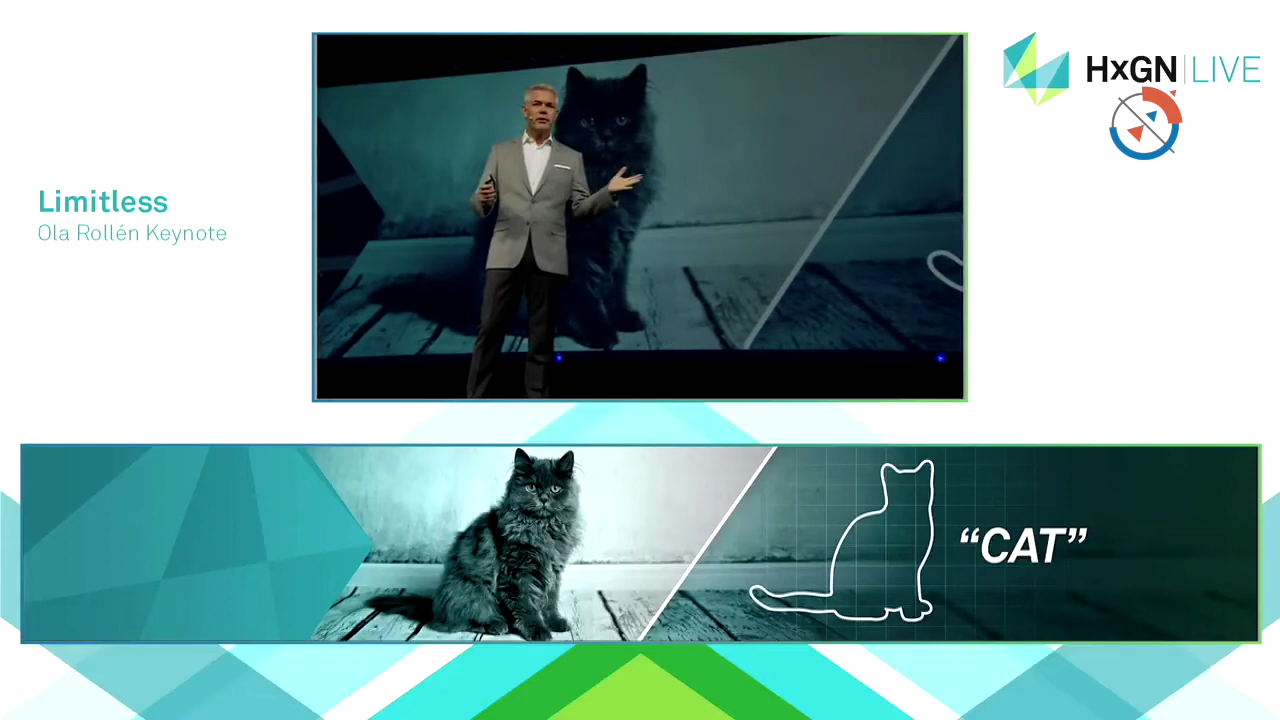 HxGN|LIVE
Limitless
Ola Rollén Keynote
“CAT”